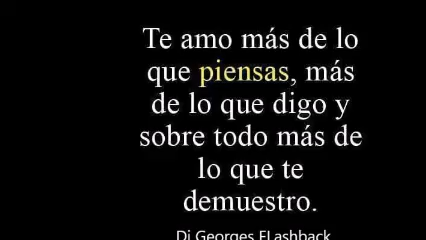 Te amo más de lo
que piensas, más
de lo que digo y
sobre todo más de
lo que te
demuestro.
Dj Georges FLashback